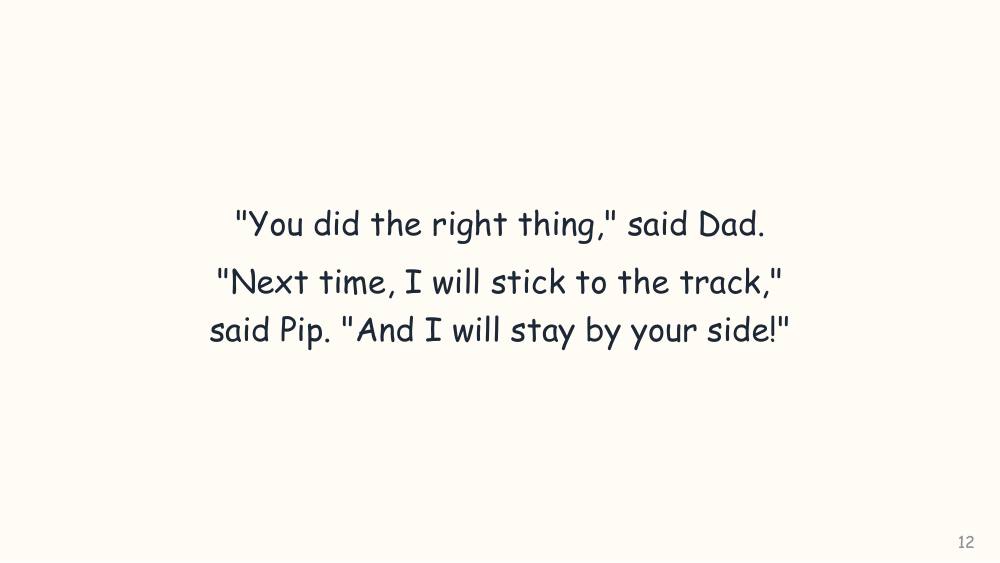 "You did the right thing," said Dad.
"Next time, I will stick to the track,"
said Pip. "And I will stay by your side!"
12